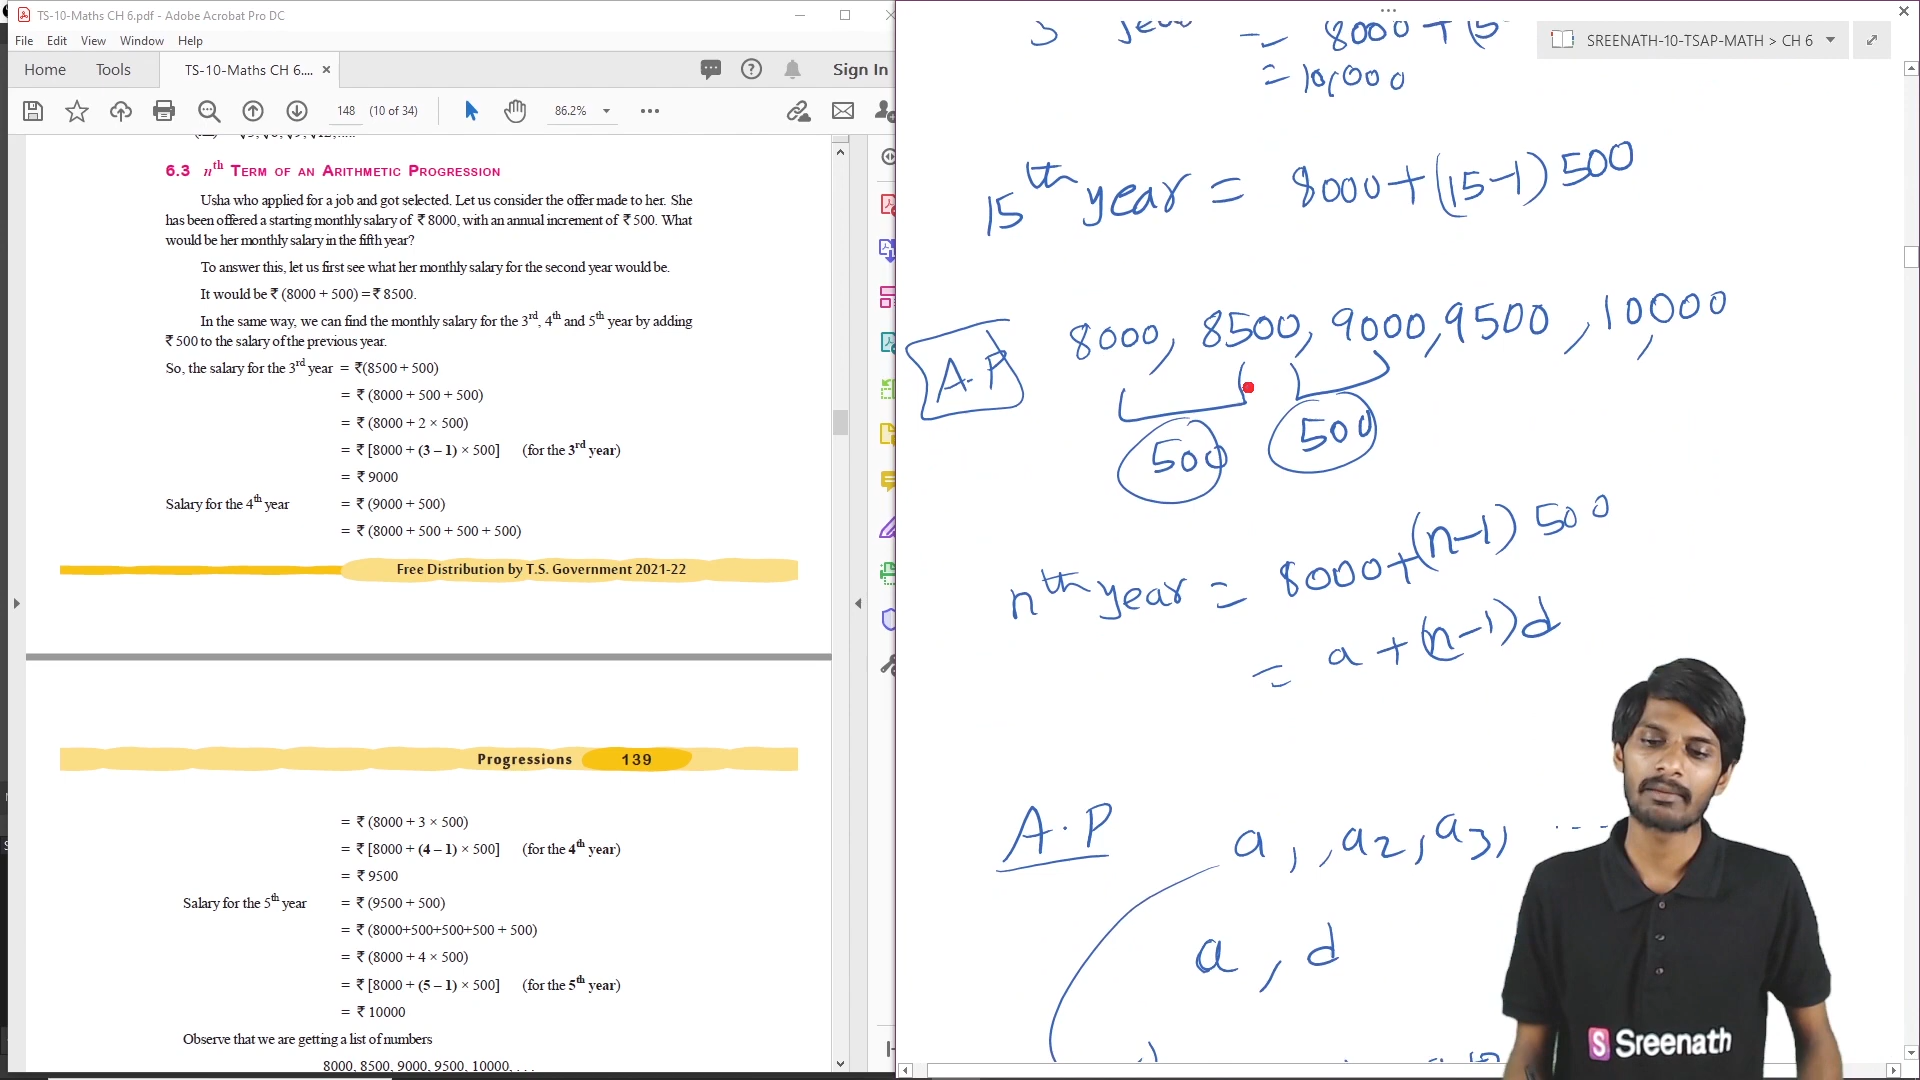 TS-10-Maths CH 6.pdf - Adobe Acrobat Pro DC
File Edit View Window Help
Home Tools TS-10-Maths CH 6.... × Sign In
148 (10 of 34) 86.2%
6.3 nth TERM OF AN ARITHMETIC PROGRESSION
Usha who applied for a job and got selected. Let us consider the offer made to her. She
has been offered a starting monthly salary of ₹ 8000, with an annual increment of ₹ 500. What
would be her monthly salary in the fifth year?
To answer this, let us first see what her monthly salary for the second year would be.
It would be ₹ (8000 + 500) = ₹ 8500.
In the same way, we can find the monthly salary for the 3rd, 4th and 5th year by adding
₹ 500 to the salary of the previous year.
So, the salary for the 3rd year = ₹(8500 + 500)
= ₹ (8000 + 500 + 500)
= ₹ (8000 + 2 × 500)
= ₹ [8000 + (3 – 1) × 500] (for the 3rd year)
= ₹ 9000
Salary for the 4th year = ₹ (9000 + 500)
= ₹ (8000 + 500 + 500 + 500)
Free Distribution by T.S. Government 2021-22
Progressions 139
= ₹ (8000 + 3 × 500)
= ₹ [8000 + (4 – 1) × 500] (for the 4th year)
= ₹ 9500
Salary for the 5th year = ₹ (9500 + 500)
= ₹ (8000+500+500+500 + 500)
= ₹ (8000 + 4 × 500)
= ₹ [8000 + (5 – 1) × 500] (for the 5th year)
= ₹ 10000
Observe that we are getting a list of numbers
8000, 8500, 9000, 9500, 10000, . . .
SREENATH-10-TSAP-MATH > CH 6
= 8000 + (5
= 10,000
15th year = 8000 + (15-1) 500
A.P 8000, 8500, 9000, 9500, 10000,
500 500
nth year = 8000 + (n-1) 500
= a + (n-1)d
A.P a1, a2, a3, ...
a, d
S Sreenath